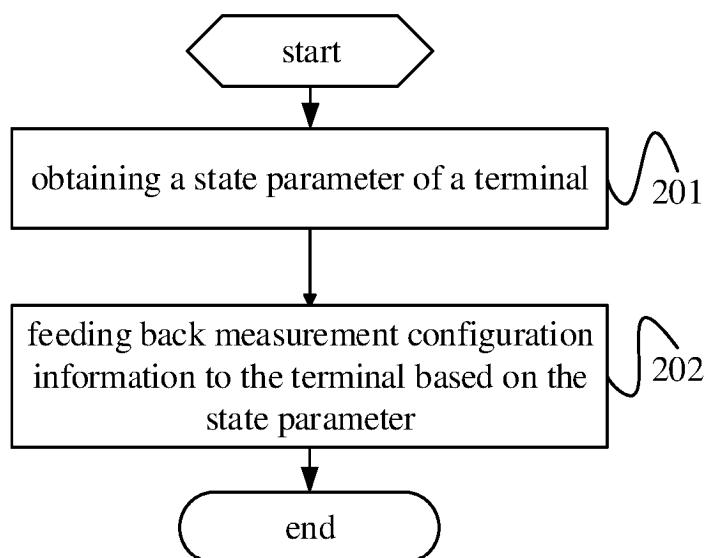 start
obtaining a state parameter of a terminal
201
feeding back measurement configuration
information to the terminal based on the
state parameter
202
end